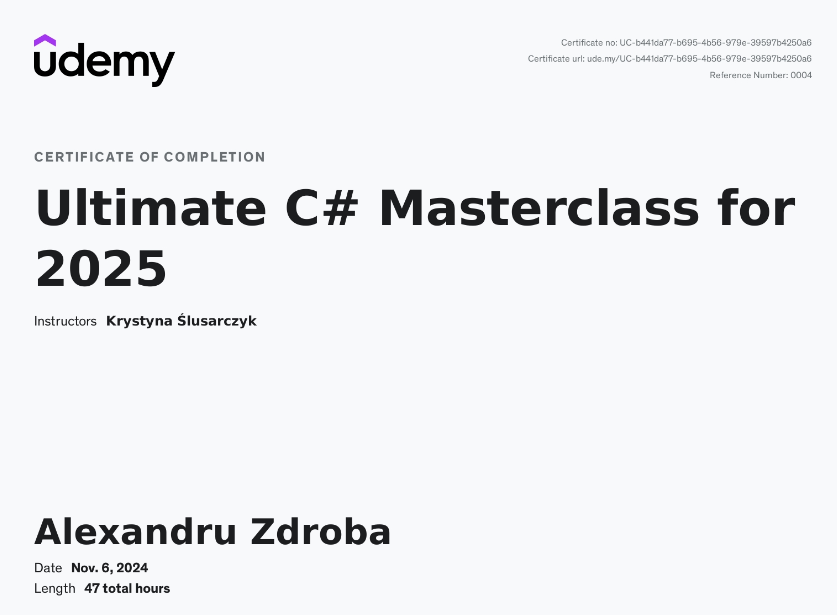 udemy
Certificate no: UC-b441da77-b695-4b56-979e-39597b4250a6
Certificate url: ude.my/UC-b441da77-b695-4b56-979e-39597b4250a6
Reference Number: 0004
CERTIFICATE OF COMPLETION
Ultimate C# Masterclass for
2025
Instructors Krystyna Ślusarczyk
Alexandru Zdroba
Date Nov. 6, 2024
Length 47 total hours